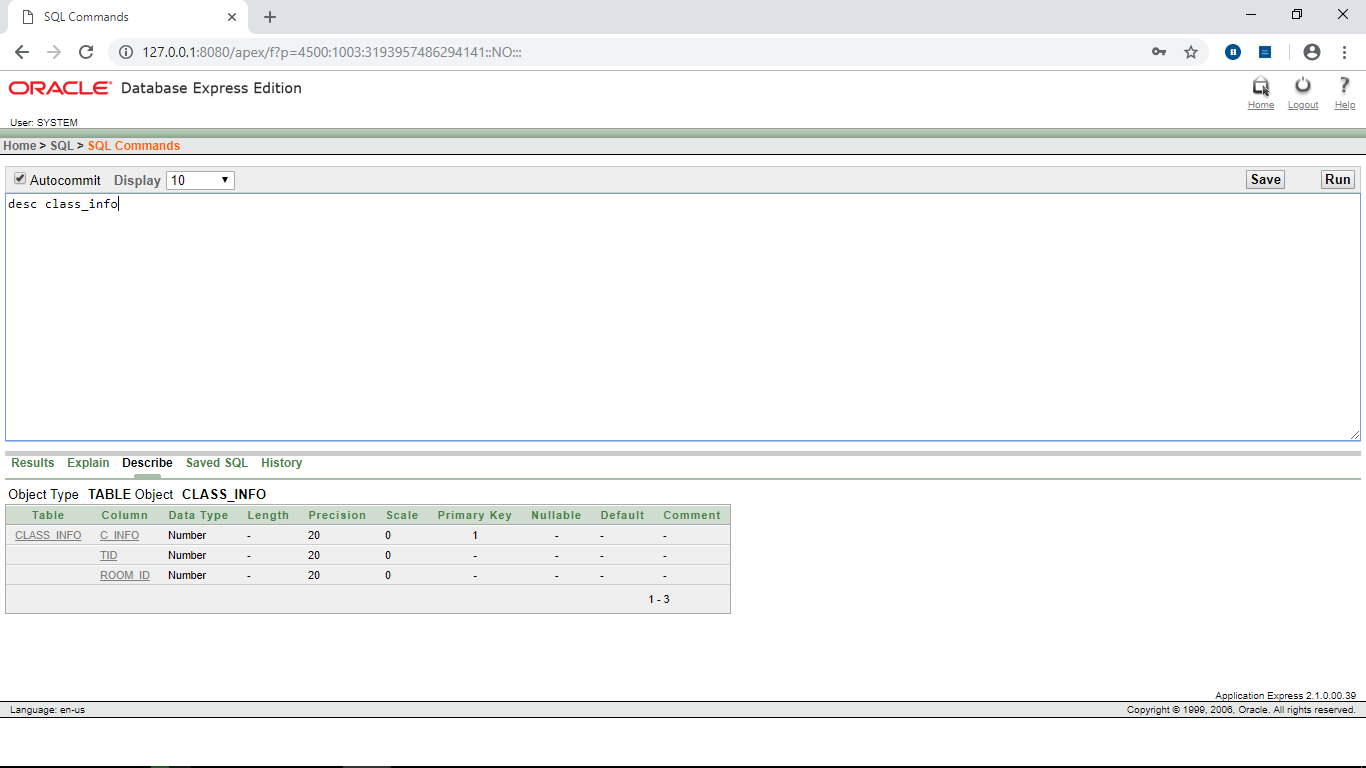 SQL Commands
127.0.0.1:8080/apex/f?p=4500:1003:3193957486294141::NO:::
ORACLE Database Express Edition
Home Logout Help
User: SYSTEM
Home > SQL > SQL Commands
Autocommit Display 10 Save Run
desc class_info
Results Explain Describe Saved SQL History
Object Type TABLE Object CLASS_INFO
Table Column Data Type Length Precision Scale Primary Key Nullable Default Comment
CLASS_INFO C_INFO Number - 20 0 1 - - -
TID Number - 20 0 - - - -
ROOM_ID Number - 20 0 - - - -
1 - 3
Application Express 2.1.0.00.39
Language: en-us Copyright © 1999, 2006, Oracle. All rights reserved.